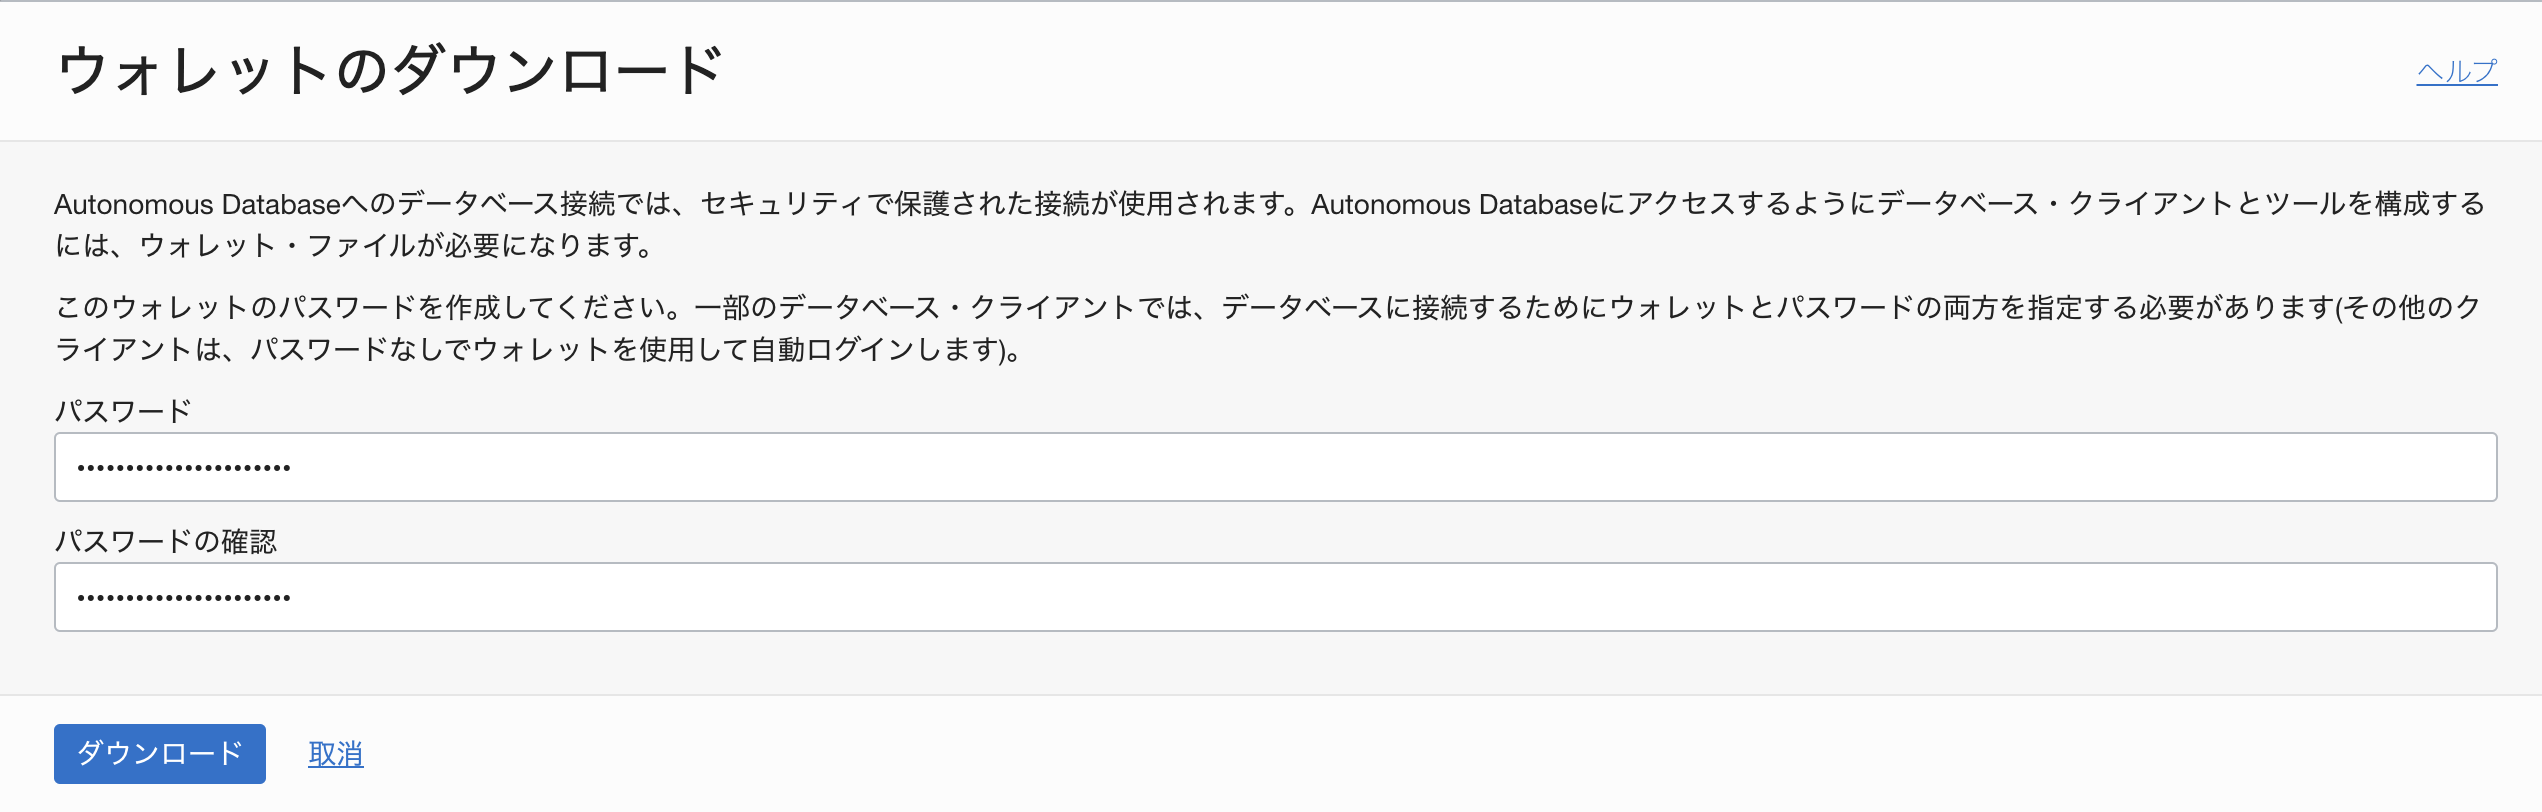 ウォレットのダウンロード
ヘルプ
Autonomous Databaseへのデータベース接続では、セキュリティで保護された接続が使用されます。Autonomous Databaseにアクセスするようにデータベース・クライアントとツールを構成する
には、ウォレット・ファイルが必要になります。
このウォレットのパスワードを作成してください。一部のデータベース・クライアントでは、データベースに接続するためにウォレットとパスワードの両方を指定する必要があります(その他のク
ライアントは、パスワードなしでウォレットを使用して自動ログインします)。
パスワード
••••••••••••••••••••••
パスワードの確認
••••••••••••••••••••••
ダウンロード
取消